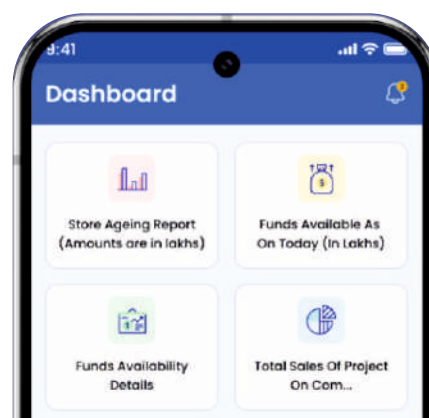 9:41
Dashboard
Store Ageing Report
(Amounts are in lakhs)
Funds Available As
On Today (In Lakhs)
Funds Availability
Details
Total Sales Of Project
On Com...